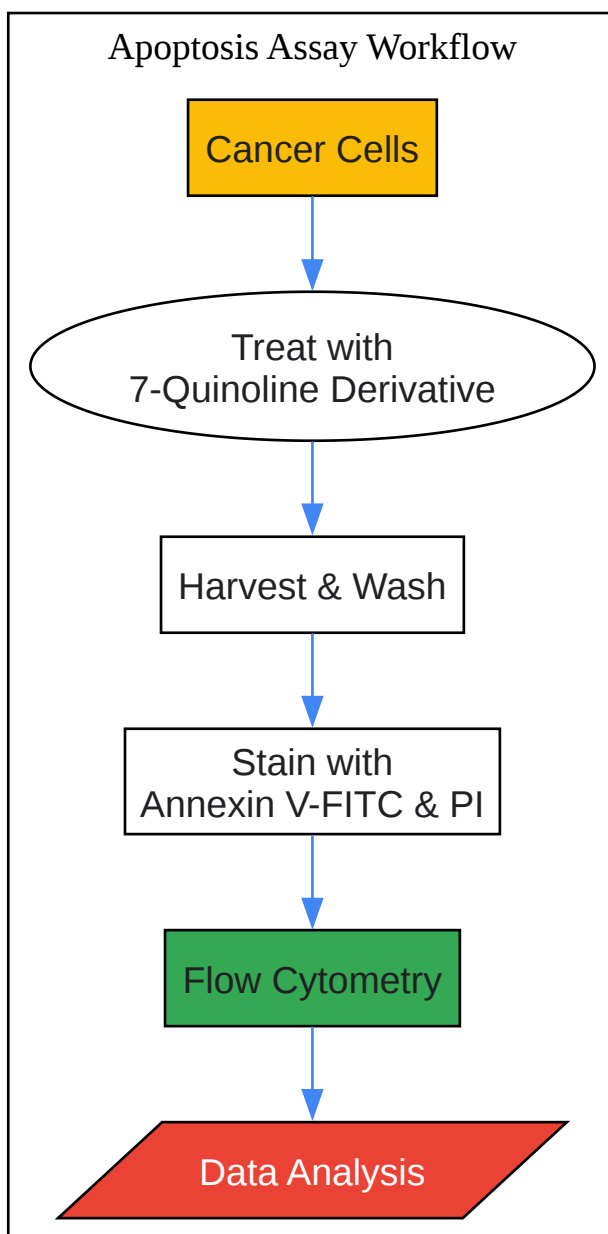 Apoptosis Assay Workflow
Cancer Cells
Treat with
7-Quinoline Derivative
Harvest & Wash
Stain with
Annexin V-FITC & PI
Flow Cytometry
Data Analysis